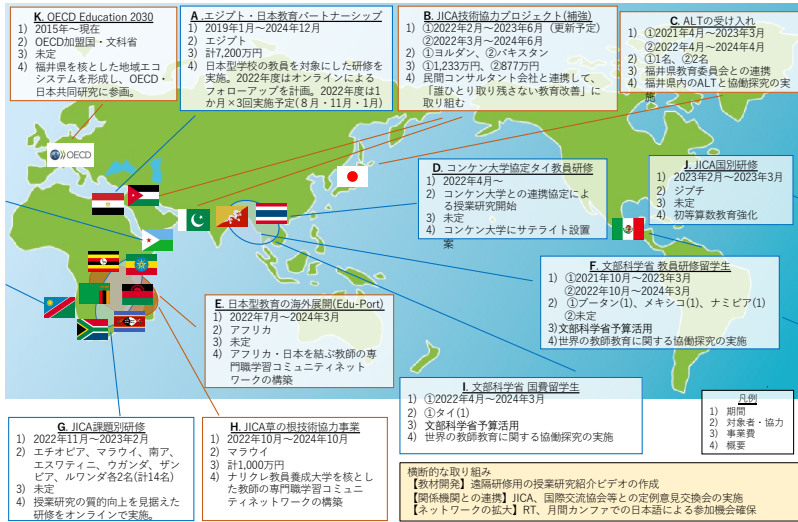 K. OECD Education 2030
1) 2015年～現在
2) OECD加盟国・文科省
3) 未定
4) 福井県を核とした地域エコ
システムを形成し、OECD・
日本共同研究に参画。
A .エジプト・日本教育パートナーシップ
1) 2019年1月～2024年12月
2) エジプト
3) 計7,200万円
4) 日本型学校の教員を対象にした研修を
実施。2022年度はオンラインによる
フォローアップを計画。2022年度は1
か月×3回実施予定(８月・11月・1月)
B. JICA技術協力プロジェクト(補強)
1) ①2022年2月～2023年6月（更新予定）
②2022年3月～2024年6月
2) ①ヨルダン、②パキスタン
3) ①1,233万円、②877万円
4) 民間コンサルタント会社と連携して、
「誰ひとり取り残さない教育改善」に
取り組む
C. ALTの受け入れ
1) ①2021年4月～2023年3月
②2022年4月～2024年4月
2) ①1名、②2名
3) 福井県教育委員会との連携
4) 福井県内のALTと協働探究の実
施
OECD
D. コンケン大学協定タイ教員研修
1) 2022年4月～
2) コンケン大学との連携協定によ
る授業研究開始
3) 未定
4) コンケン大学にサテライト設置
案
J. JICA国別研修
1) 2023年2月～2023年3月
2) ジブチ
3) 未定
4) 初等算数教育強化
E. 日本型教育の海外展開(Edu-Port)
1) 2022年7月～2024年3月
2) アフリカ
3) 未定
4) アフリカ・日本を結ぶ教師の専
門職学習コミュニティネット
ワークの構築
F. 文部科学省 教員研修留学生
1) ①2021年10月～2023年3月
②2022年10月～2024年3月
2) ①ブータン(1)、メキシコ(1)、ナミビア(1)
②未定
3)文部科学省予算活用
4)世界の教師教育に関する協働探究の実施
I. 文部科学省 国費留学生
1) ①2022年4月～2024年3月
2) ①タイ(1)
3) 文部科学省予算活用
4) 世界の教師教育に関する協働探究の実施
凡例
1) 期間
2) 対象者・協力
3) 事業費
4) 概要
G. JICA課題別研修
1) 2022年11月～2023年2月
2) エチオピア、マラウイ、南ア、
エスワティニ、ウガンダ、ザン
ビア、ルワンダ各2名(計14名)
3) 未定
4) 授業研究の質的向上を見据えた
研修をオンラインで実施。
H. JICA草の根技術協力事業
1) 2022年10月～2024年10月
2) マラウイ
3) 計1,000万円
4) ナリクレ教員養成大学を核とし
た教師の専門職学習コミュニ
ティネットワークの構築
横断的な取り組み
【教材開発】遠隔研修用の授業研究紹介ビデオの作成
【関係機関との連携】JICA、国際交流協会等との定例意見交換会の実施
【ネットワークの拡大】RT、月間カンファでの日本語による参加機会確保